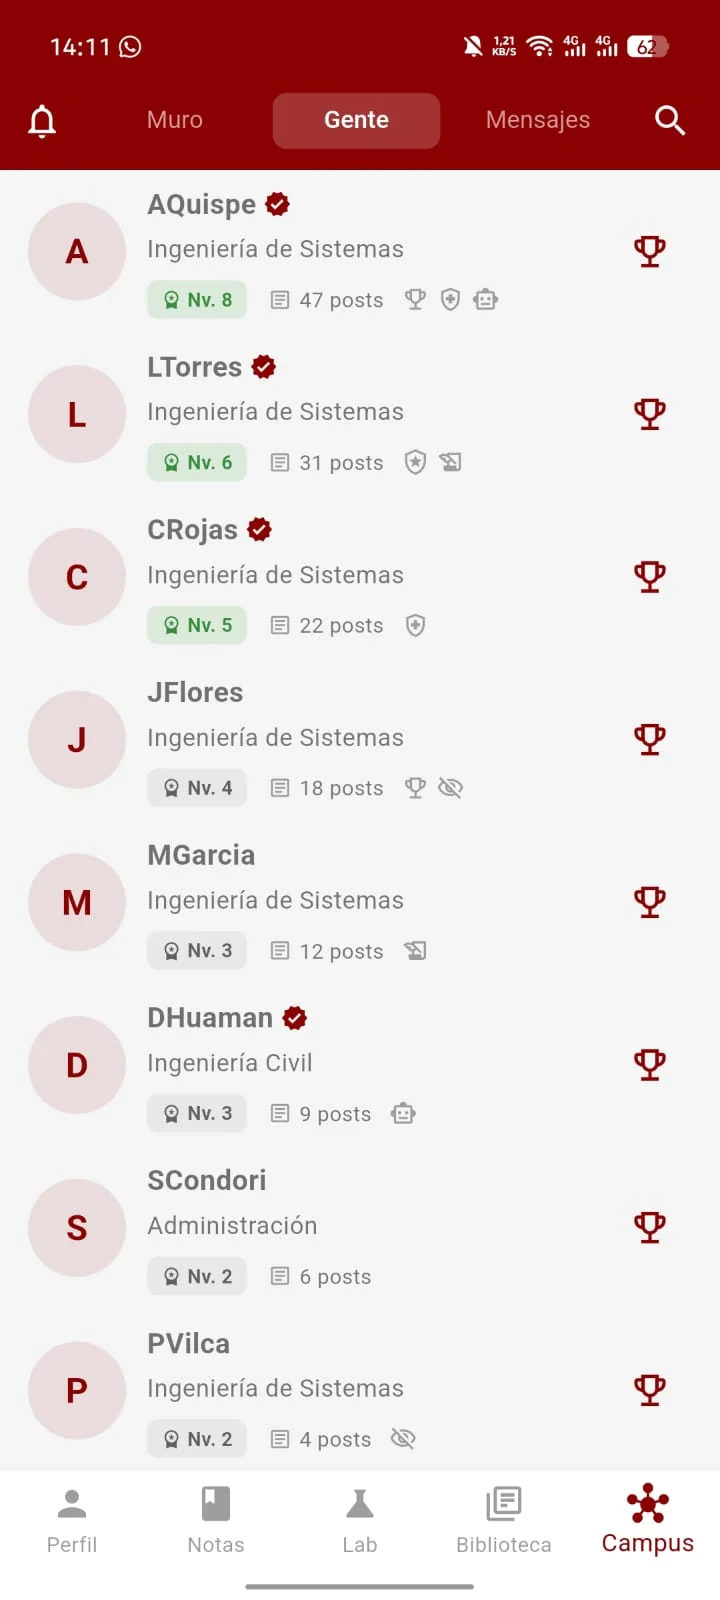 14:11
1,21
KB/S
4G
4G
62
Muro
Gente
Mensajes
A
AQuispe
Ingeniería de Sistemas
Nv. 8
47 posts
L
LTorres
Ingeniería de Sistemas
Nv. 6
31 posts
C
CRojas
Ingeniería de Sistemas
Nv. 5
22 posts
J
JFlores
Ingeniería de Sistemas
Nv. 4
18 posts
M
MGarcia
Ingeniería de Sistemas
Nv. 3
12 posts
D
DHuaman
Ingeniería Civil
Nv. 3
9 posts
S
SCondori
Administración
Nv. 2
6 posts
P
PVilca
Ingeniería de Sistemas
Nv. 2
4 posts
Perfil
Notas
Lab
Biblioteca
Campus